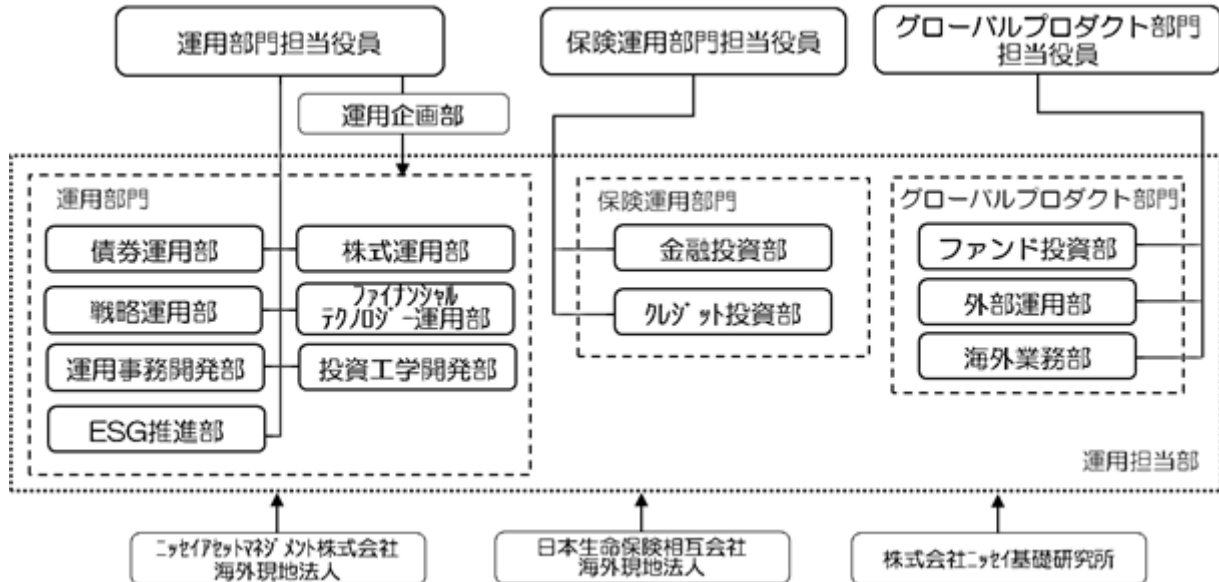 運用部門担当役員
保険運用部門担当役員
グローバルプロダクト部門
担当役員
運用企画部
運用部門
債券運用部
株式運用部
戦略運用部
ファイナンシャル
テクノロジー運用部
運用事務開発部
投資工学開発部
ESG推進部
保険運用部門
金融投資部
クレジット投資部
グローバルプロダクト部門
ファンド投資部
外部運用部
海外業務部
運用担当部
ニッセイアセットマネジメント株式会社
海外現地法人
日本生命保険相互会社
海外現地法人
株式会社ニッセイ基礎研究所